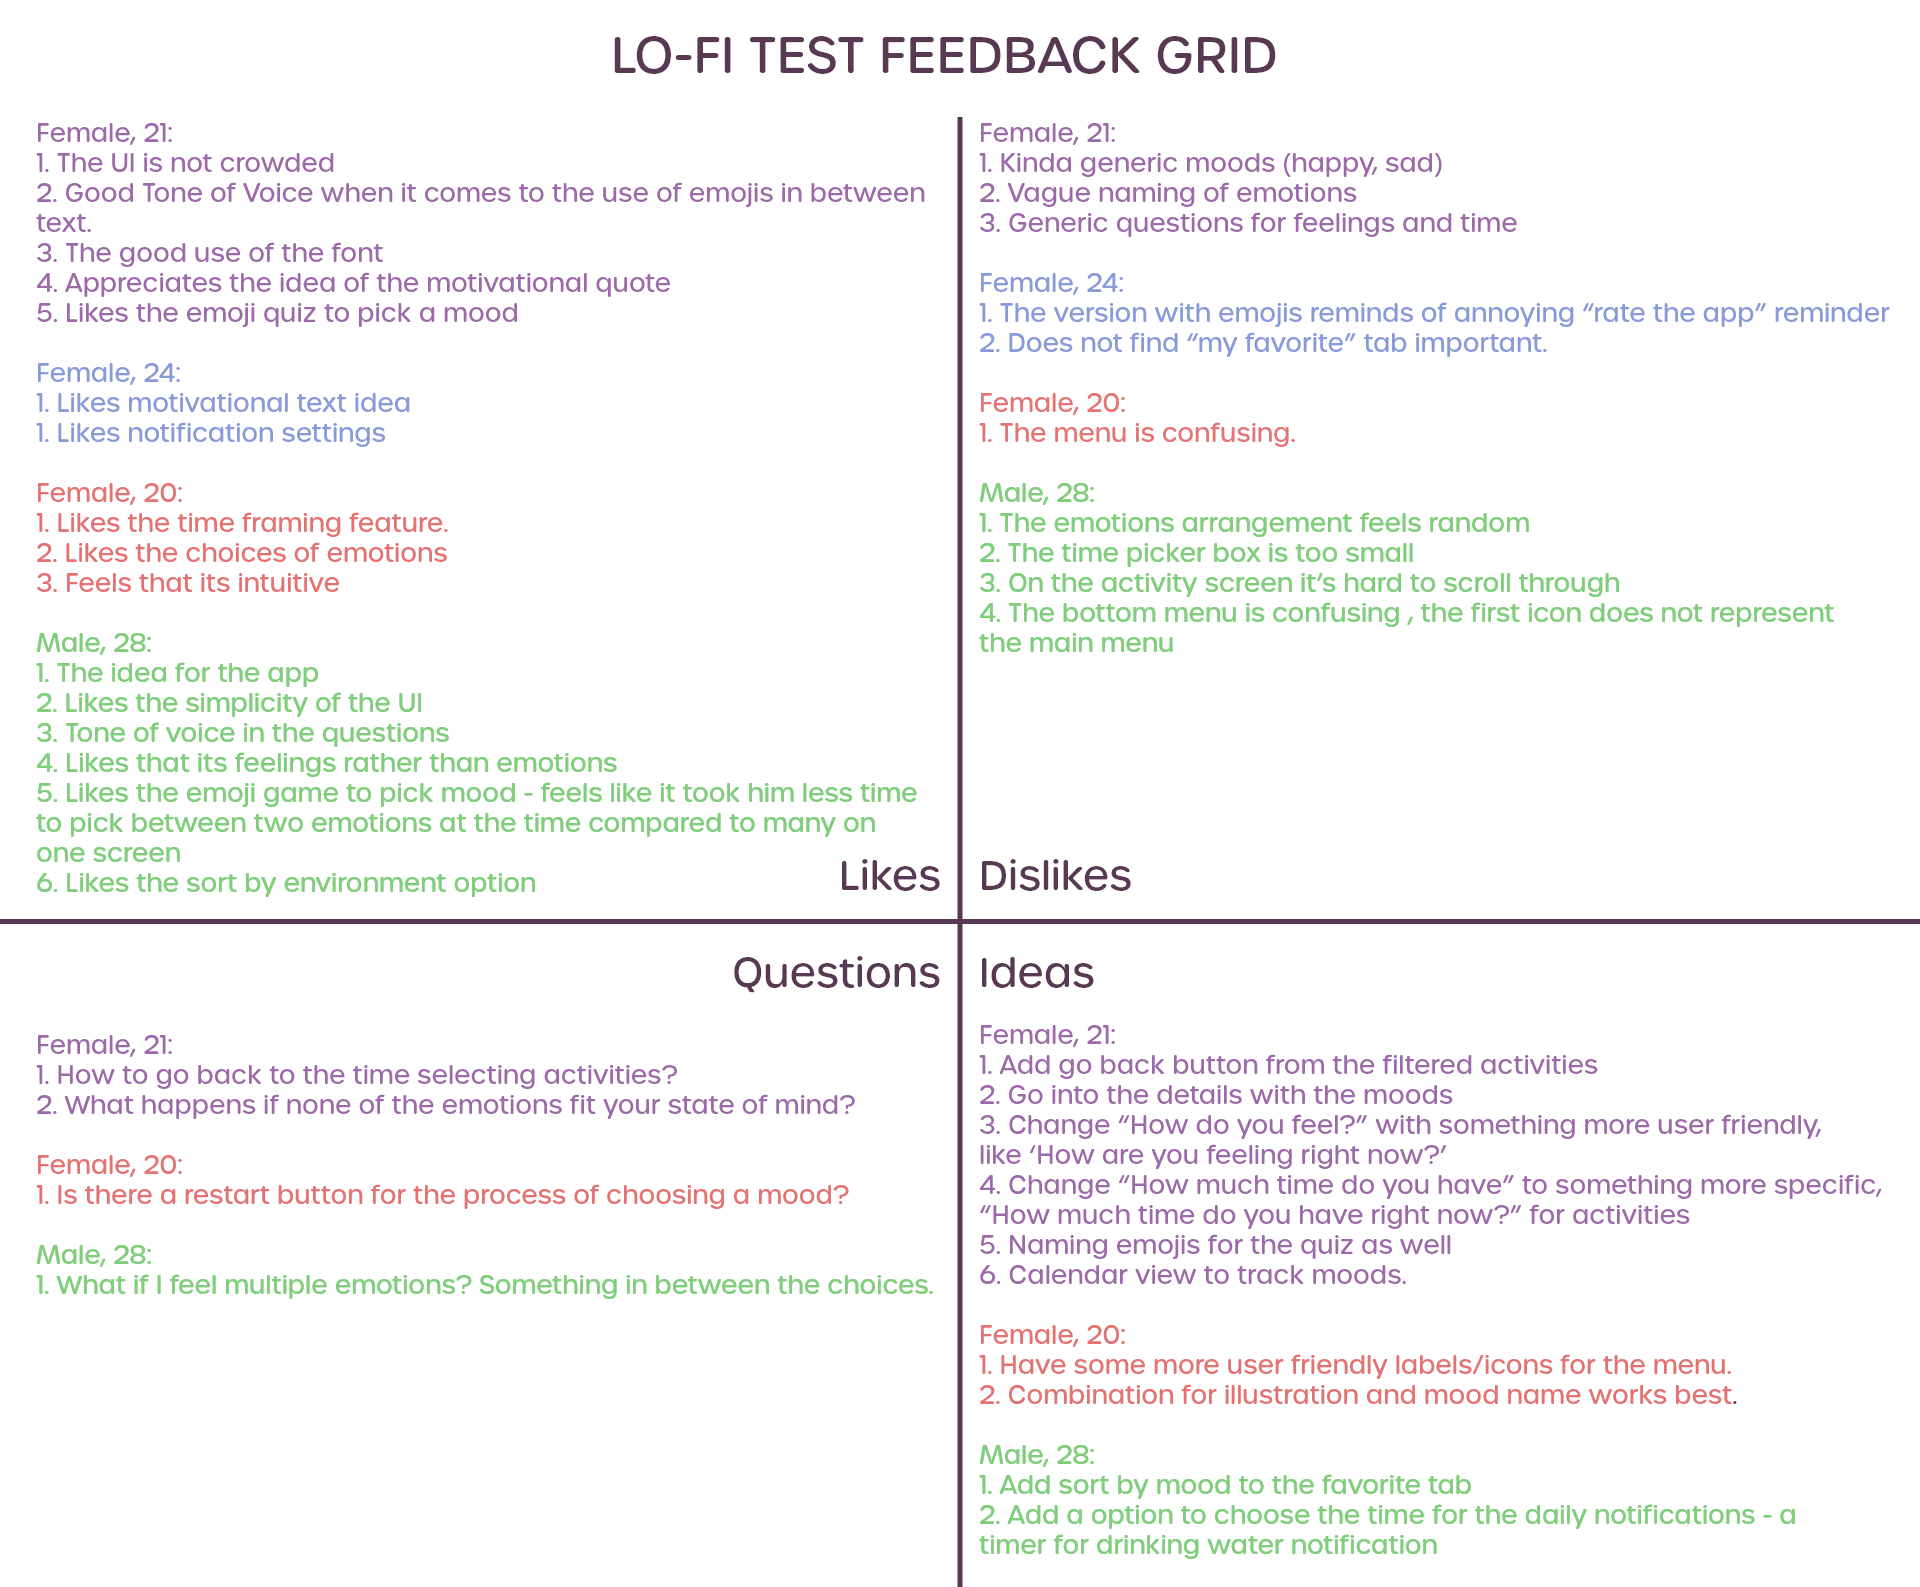 LO-FI TEST FEEDBACK GRID
Female, 21:
1. The UI is not crowded
2. Good Tone of Voice when it comes to the use of emojis in between
text.
3. The good use of the font
4. Appreciates the idea of the motivational quote
5. Likes the emoji quiz to pick a mood
Female, 24:
1. Likes motivational text idea
1. Likes notification settings
Female, 20:
1. Likes the time framing feature.
2. Likes the choices of emotions
3. Feels that its intuitive
Male, 28:
1. The idea for the app
2. Likes the simplicity of the UI
3. Tone of voice in the questions
4. Likes that its feelings rather than emotions
5. Likes the emoji game to pick mood - feels like it took him less time
to pick between two emotions at the time compared to many on
one screen
6. Likes the sort by environment option
Likes
Female, 21:
1. Kinda generic moods (happy, sad)
2. Vague naming of emotions
3. Generic questions for feelings and time
Female, 24:
1. The version with emojis reminds of annoying “rate the app” reminder
2. Does not find “my favorite” tab important.
Female, 20:
1. The menu is confusing.
Male, 28:
1. The emotions arrangement feels random
2. The time picker box is too small
3. On the activity screen it’s hard to scroll through
4. The bottom menu is confusing , the first icon does not represent
the main menu
Dislikes
Questions
Female, 21:
1. How to go back to the time selecting activities?
2. What happens if none of the emotions fit your state of mind?
Female, 20:
1. Is there a restart button for the process of choosing a mood?
Male, 28:
1. What if I feel multiple emotions? Something in between the choices.
Ideas
Female, 21:
1. Add go back button from the filtered activities
2. Go into the details with the moods
3. Change “How do you feel?” with something more user friendly,
like ‘How are you feeling right now?’
4. Change “How much time do you have” to something more specific,
“How much time do you have right now?” for activities
5. Naming emojis for the quiz as well
6. Calendar view to track moods.
Female, 20:
1. Have some more user friendly labels/icons for the menu.
2. Combination for illustration and mood name works best.
Male, 28:
1. Add sort by mood to the favorite tab
2. Add a option to choose the time for the daily notifications - a
timer for drinking water notification